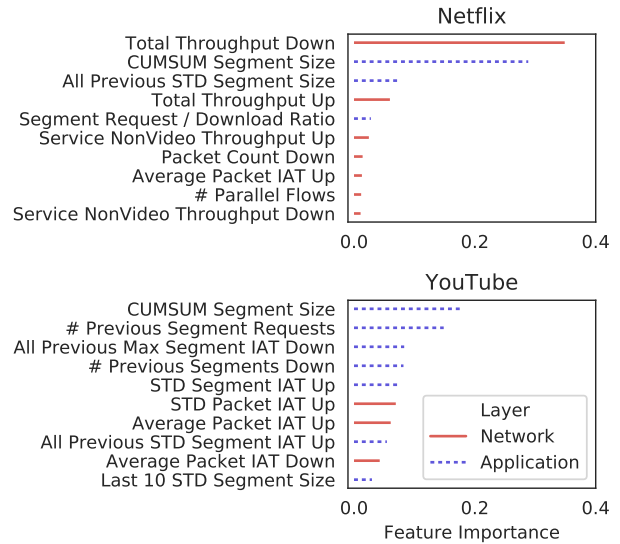 Netflix
Total Throughput Down
CUMSUM Segment Size
All Previous STD Segment Size
Total Throughput Up
Segment Request / Download Ratio
Service NonVideo Throughput Up
Packet Count Down
Average Packet IAT Up
# Parallel Flows
Service NonVideo Throughput Down
0.0 0.2 0.4
YouTube
CUMSUM Segment Size
# Previous Segment Requests
All Previous Max Segment IAT Down
# Previous Segments Down
STD Segment IAT Up
STD Packet IAT Up
Average Packet IAT Up
All Previous STD Segment IAT Up
Average Packet IAT Down
Last 10 STD Segment Size
Layer
Network
Application
0.0 0.2 0.4
Feature Importance